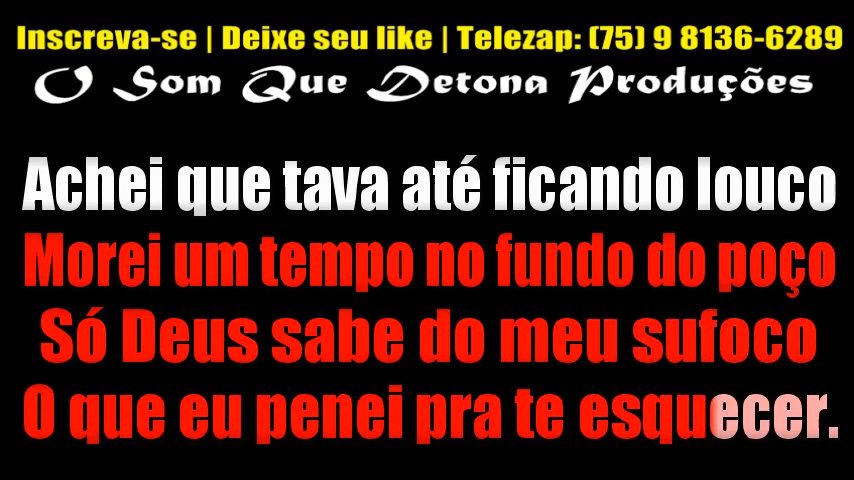 Inscreva-se | Deixe seu like | Telezap: (75) 9 8136-6289
O Som Que Detona Produções
Achei que tava até ficando louco
Morei um tempo no fundo do poço
Só Deus sabe do meu sufoco
O que eu penei pra te esquecer.